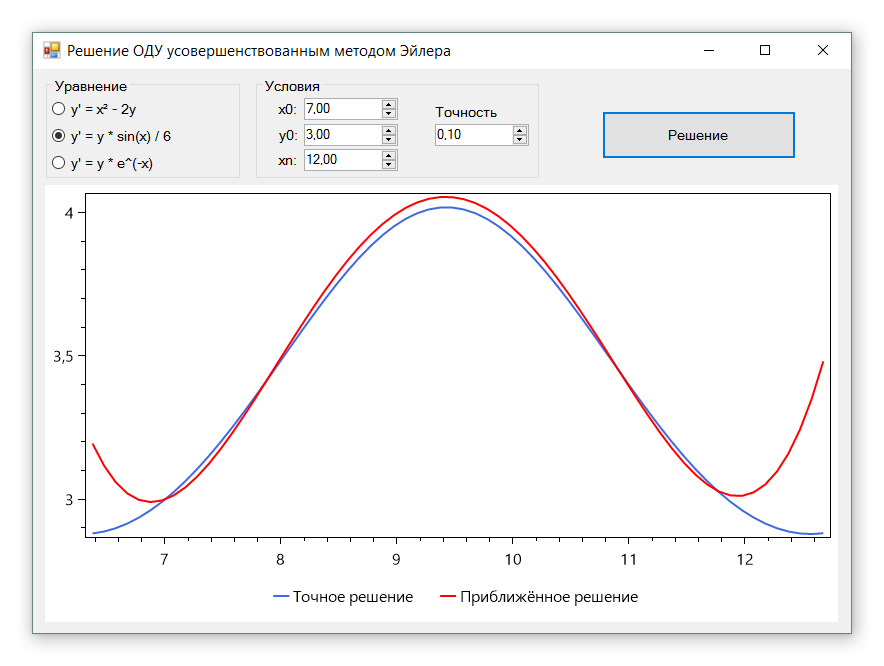 Решение ОДУ усовершенствованным методом Эйлера
Уравнение
y' = x² - 2y
y' = y * sin(x) / 6
y' = y * e^(-x)
Условия
x0: 7,00
y0: 3,00
xn: 12,00
Точность
0,10
Решение
4
3,5
3
7 8 9 10 11 12
Точное решение Приближённое решение